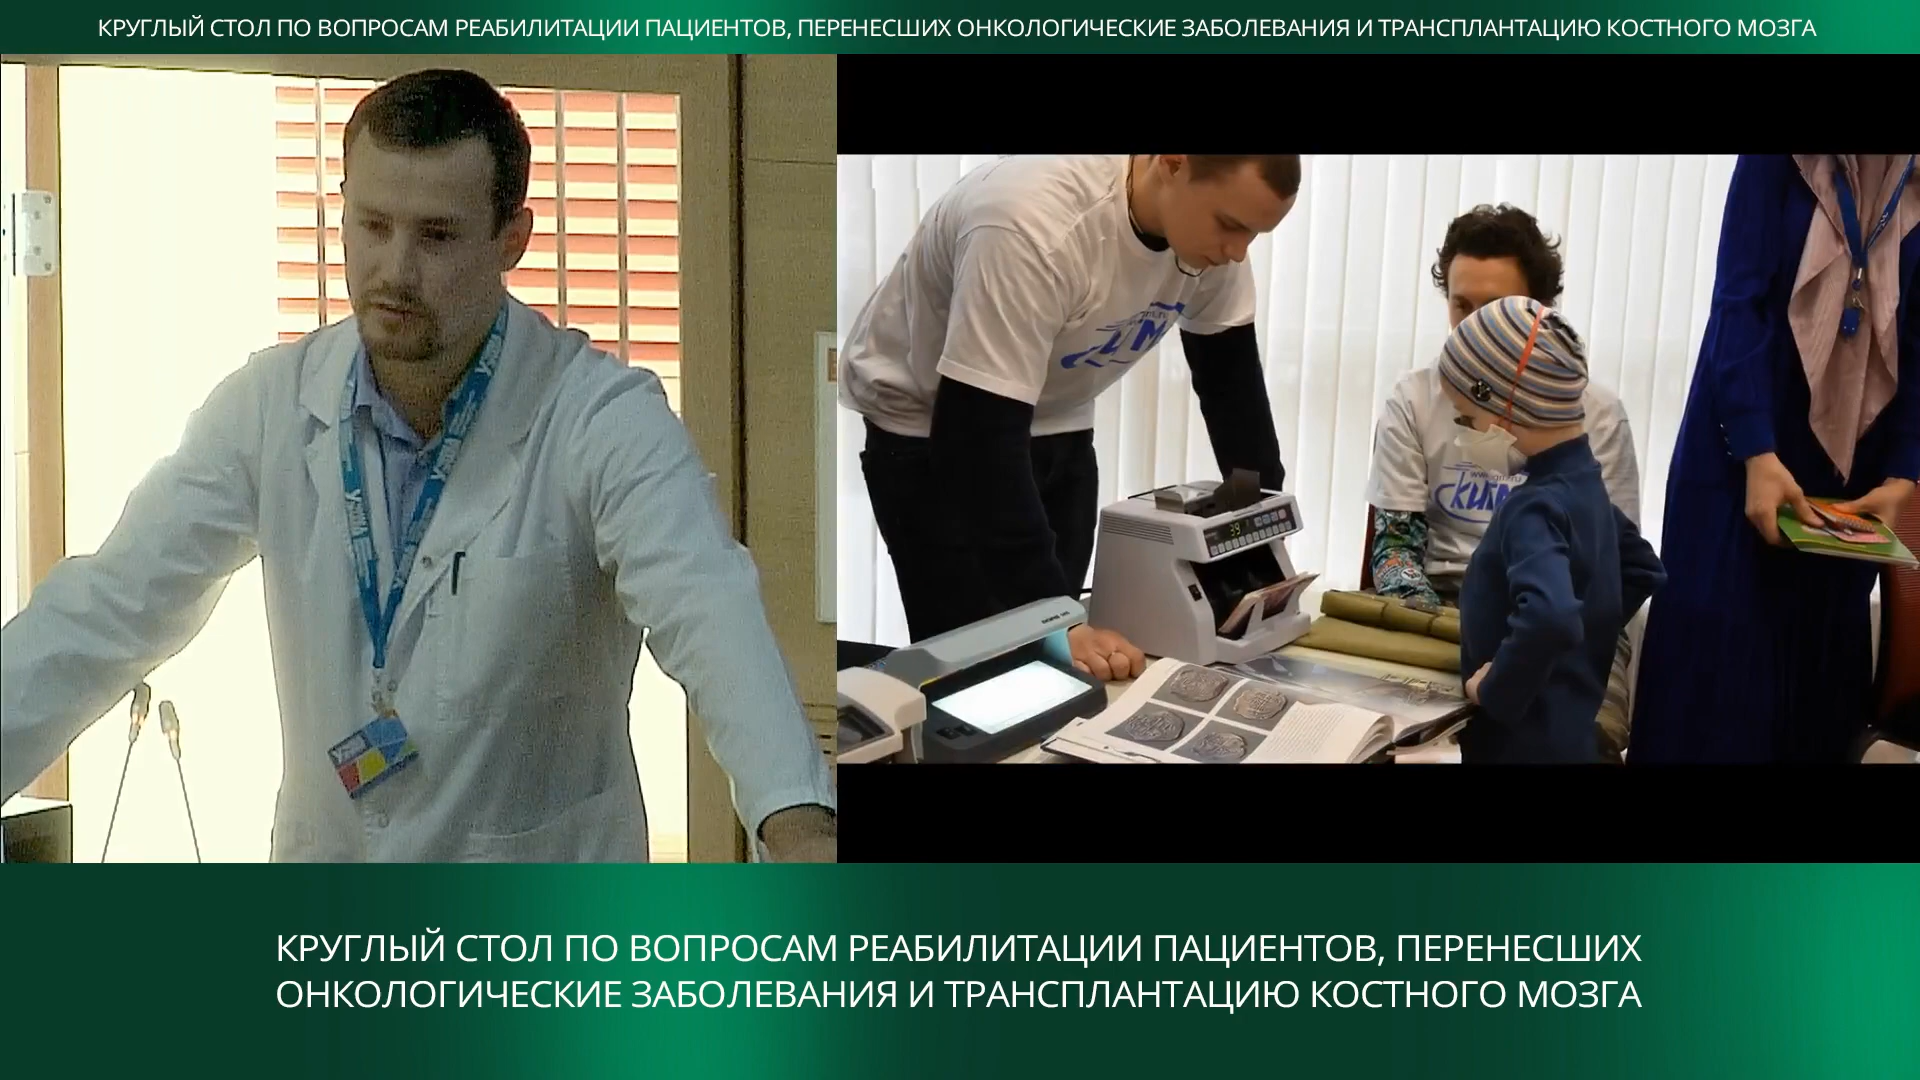 КРУГЛЫЙ СТОЛ ПО ВОПРОСАМ РЕАБИЛИТАЦИИ ПАЦИЕНТОВ, ПЕРЕНЕСШИХ ОНКОЛОГИЧЕСКИЕ ЗАБОЛЕВАНИЯ И ТРАНСПЛАНТАЦИЮ КОСТНОГО МОЗГА
39
КРУГЛЫЙ СТОЛ ПО ВОПРОСАМ РЕАБИЛИТАЦИИ ПАЦИЕНТОВ, ПЕРЕНЕСШИХ
ОНКОЛОГИЧЕСКИЕ ЗАБОЛЕВАНИЯ И ТРАНСПЛАНТАЦИЮ КОСТНОГО МОЗГА